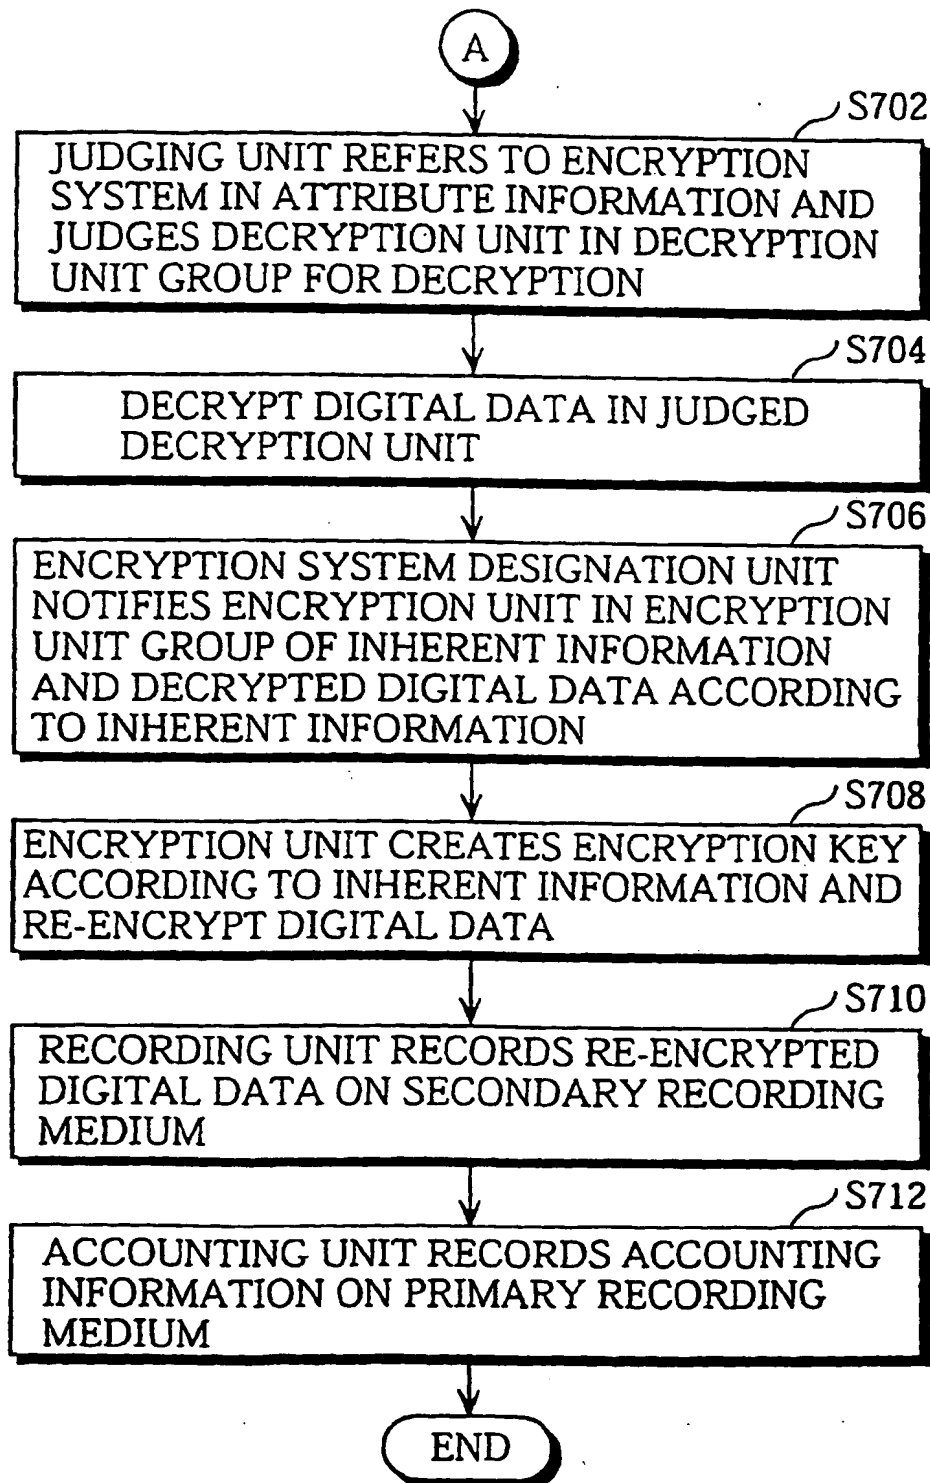 A
S702
JUDGING UNIT REFERS TO ENCRYPTION
SYSTEM IN ATTRIBUTE INFORMATION AND
JUDGES DECRYPTION UNIT IN DECRYPTION
UNIT GROUP FOR DECRYPTION
S704
DECRYPT DIGITAL DATA IN JUDGED
DECRYPTION UNIT
S706
ENCRYPTION SYSTEM DESIGNATION UNIT
NOTIFIES ENCRYPTION UNIT IN ENCRYPTION
UNIT GROUP OF INHERENT INFORMATION
AND DECRYPTED DIGITAL DATA ACCORDING
TO INHERENT INFORMATION
S708
ENCRYPTION UNIT CREATES ENCRYPTION KEY
ACCORDING TO INHERENT INFORMATION AND
RE-ENCRYPT DIGITAL DATA
S710
RECORDING UNIT RECORDS RE-ENCRYPTED
DIGITAL DATA ON SECONDARY RECORDING
MEDIUM
S712
ACCOUNTING UNIT RECORDS ACCOUNTING
INFORMATION ON PRIMARY RECORDING
MEDIUM
END